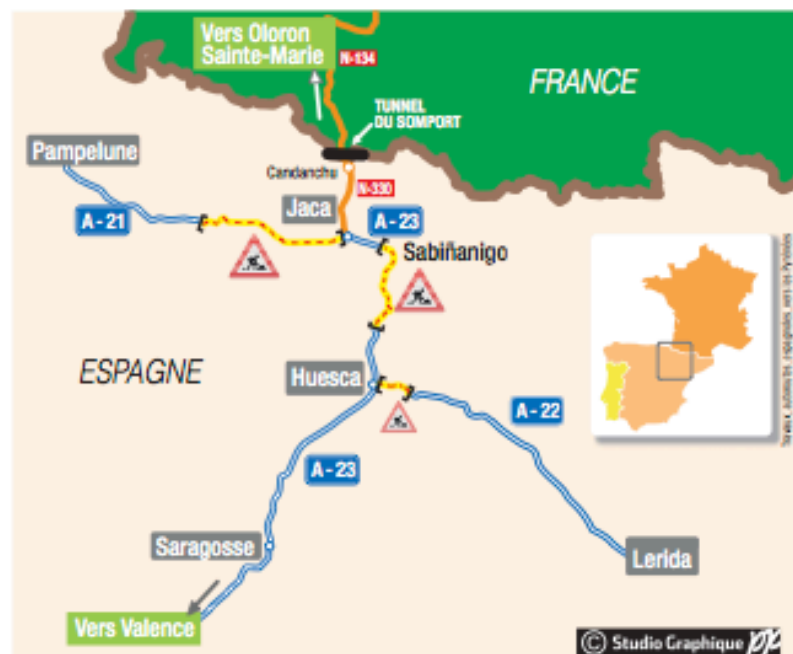 Vers Oloron
Sainte-Marie
N-134
FRANCE
TUNNEL
DU SOMPORT
Pampelune
Candanchu
N-330
Jaca
A-21
A-23
Sabiñanigo
ESPAGNE
Huesca
A-22
A-23
Saragosse
Lerida
Vers Valence
© Studio Graphique